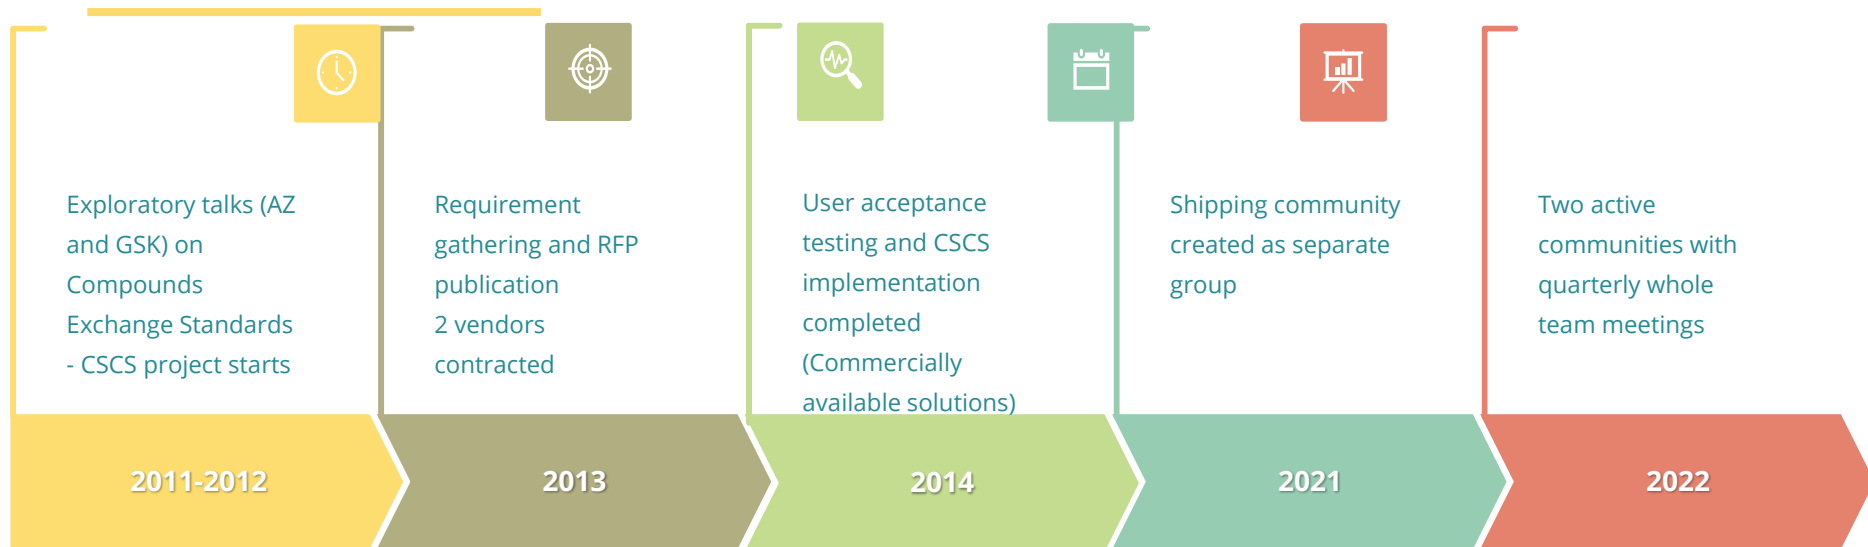 Exploratory talks (AZ
and GSK) on
Compounds
Exchange Standards
- CSCS project starts
Requirement
gathering and RFP
publication
2 vendors
contracted
User acceptance
testing and CSCS
implementation
completed
(Commercially
available solutions)
Shipping community
created as separate
group
Two active
communities with
quarterly whole
team meetings
2011-2012
2013
2014
2021
2022